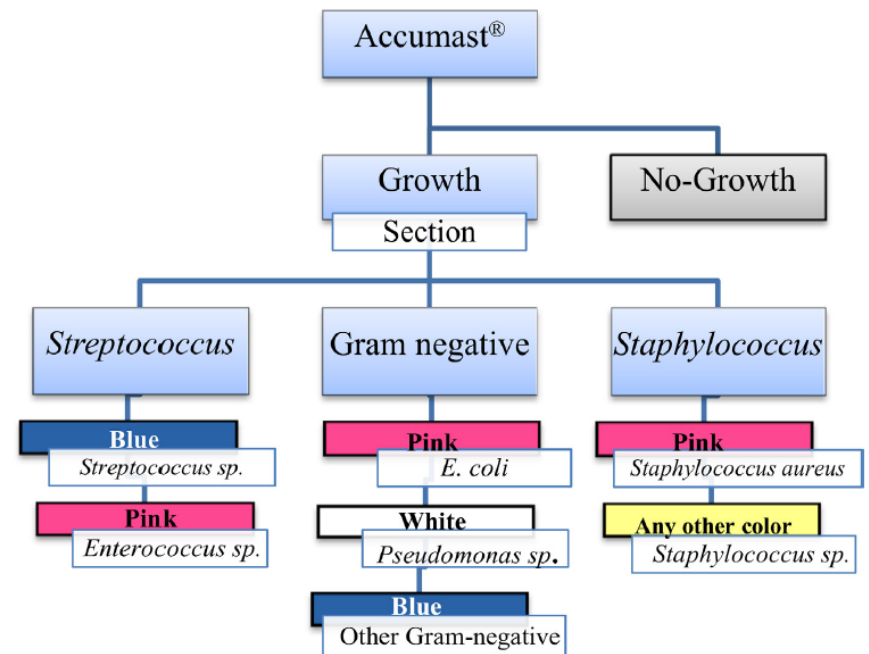 Accumast®
Growth
No-Growth
Section
Streptococcus
Gram negative
Staphylococcus
Blue
Streptococcus sp.
Pink
Enterococcus sp.
Pink
E. coli
White
Pseudomonas sp.
Blue
Other Gram-negative
Pink
Staphylococcus aureus
Any other color
Staphylococcus sp.